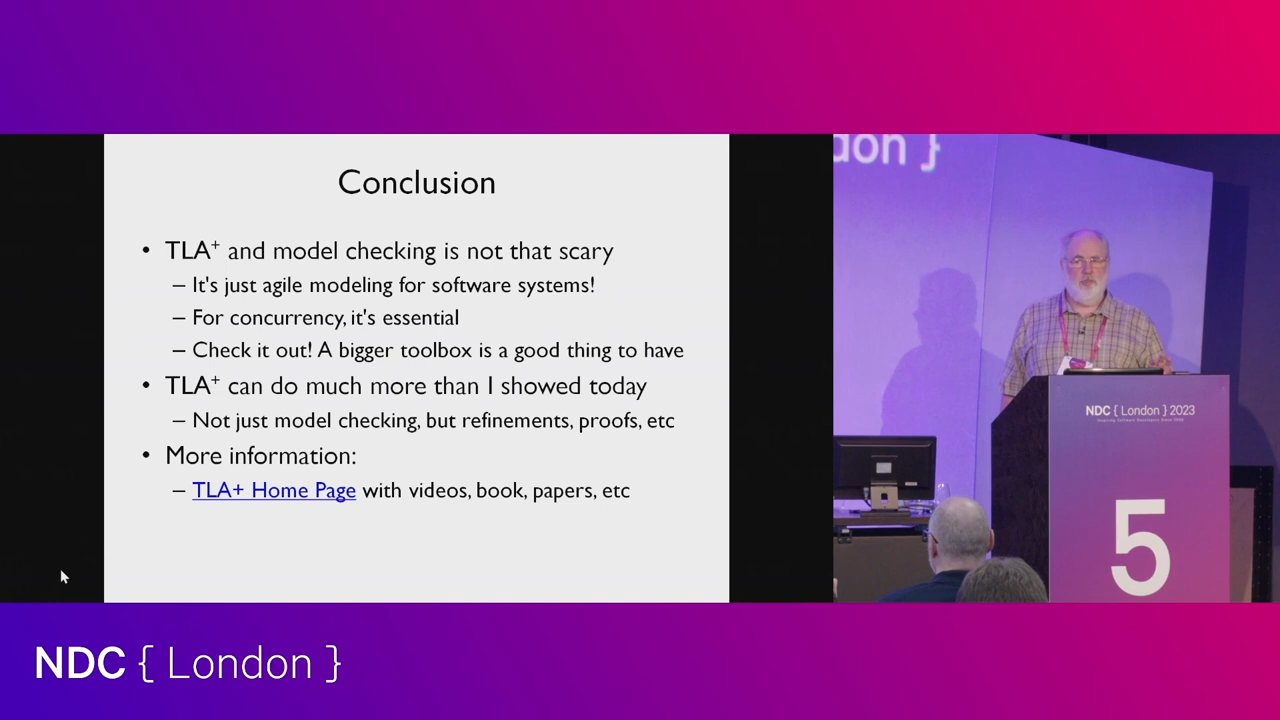 don }
Conclusion
• TLA+ and model checking is not that scary
– It's just agile modeling for software systems!
– For concurrency, it's essential
– Check it out! A bigger toolbox is a good thing to have
• TLA+ can do much more than I showed today
– Not just model checking, but refinements, proofs, etc
• More information:
– TLA+ Home Page with videos, book, papers, etc
NDC { London } 2023
5
NDC { London }